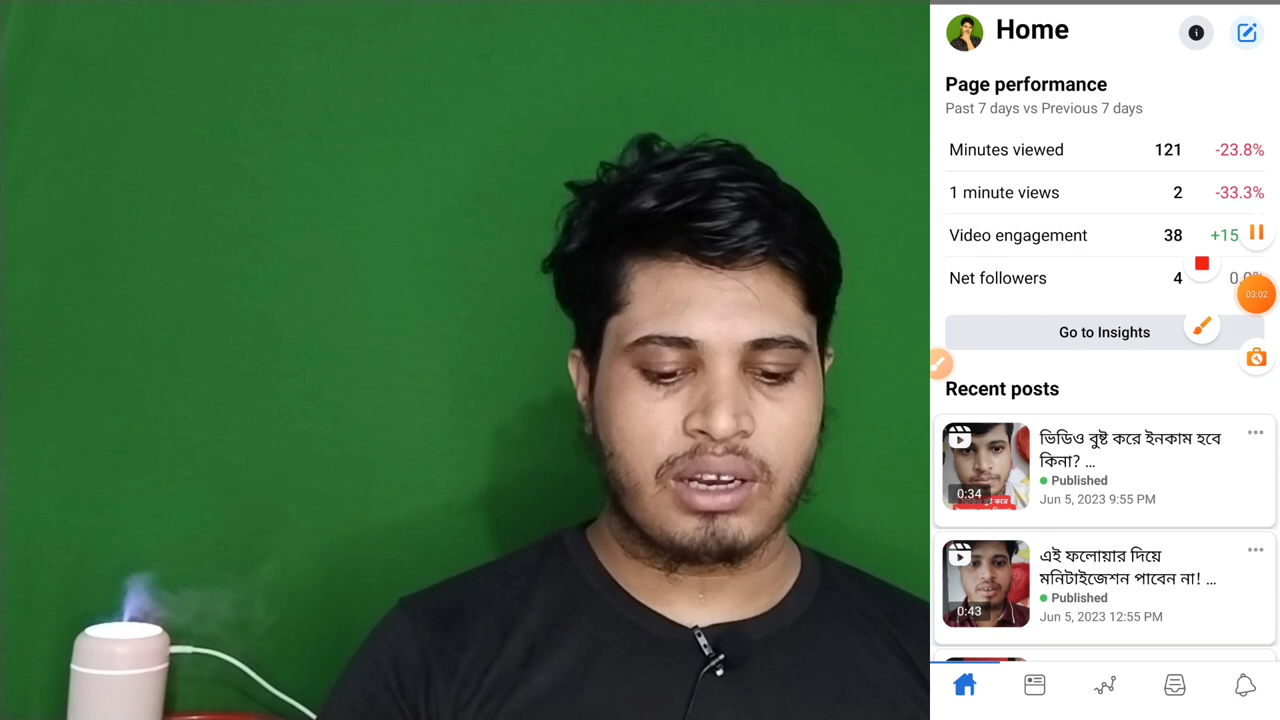 Home
Page performance
Past 7 days vs Previous 7 days
Minutes viewed 121 -23.8%
1 minute views 2 -33.3%
Video engagement 38 +15
Net followers 4
03:02
Go to Insights
Recent posts
ভিডিও বুষ্ট করে ইনকাম হবে
কিনা? ...
0:34
Published
Jun 5, 2023 9:55 PM
এই ফলোয়ার দিয়ে
মনিটাইজেশন পাবেন না! ...
0:43
Published
Jun 5, 2023 12:55 PM